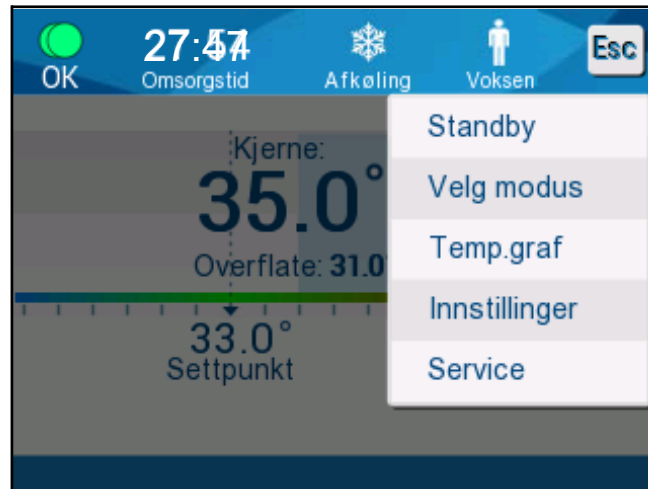 OK
Omsorgstid
Afkøling
Voksen
Esc
Standby
Velg modus
Temp.graf
Innstillinger
Service
Kjerne:
35.0°
Overflate: 31.0
33.0°
Settpunkt